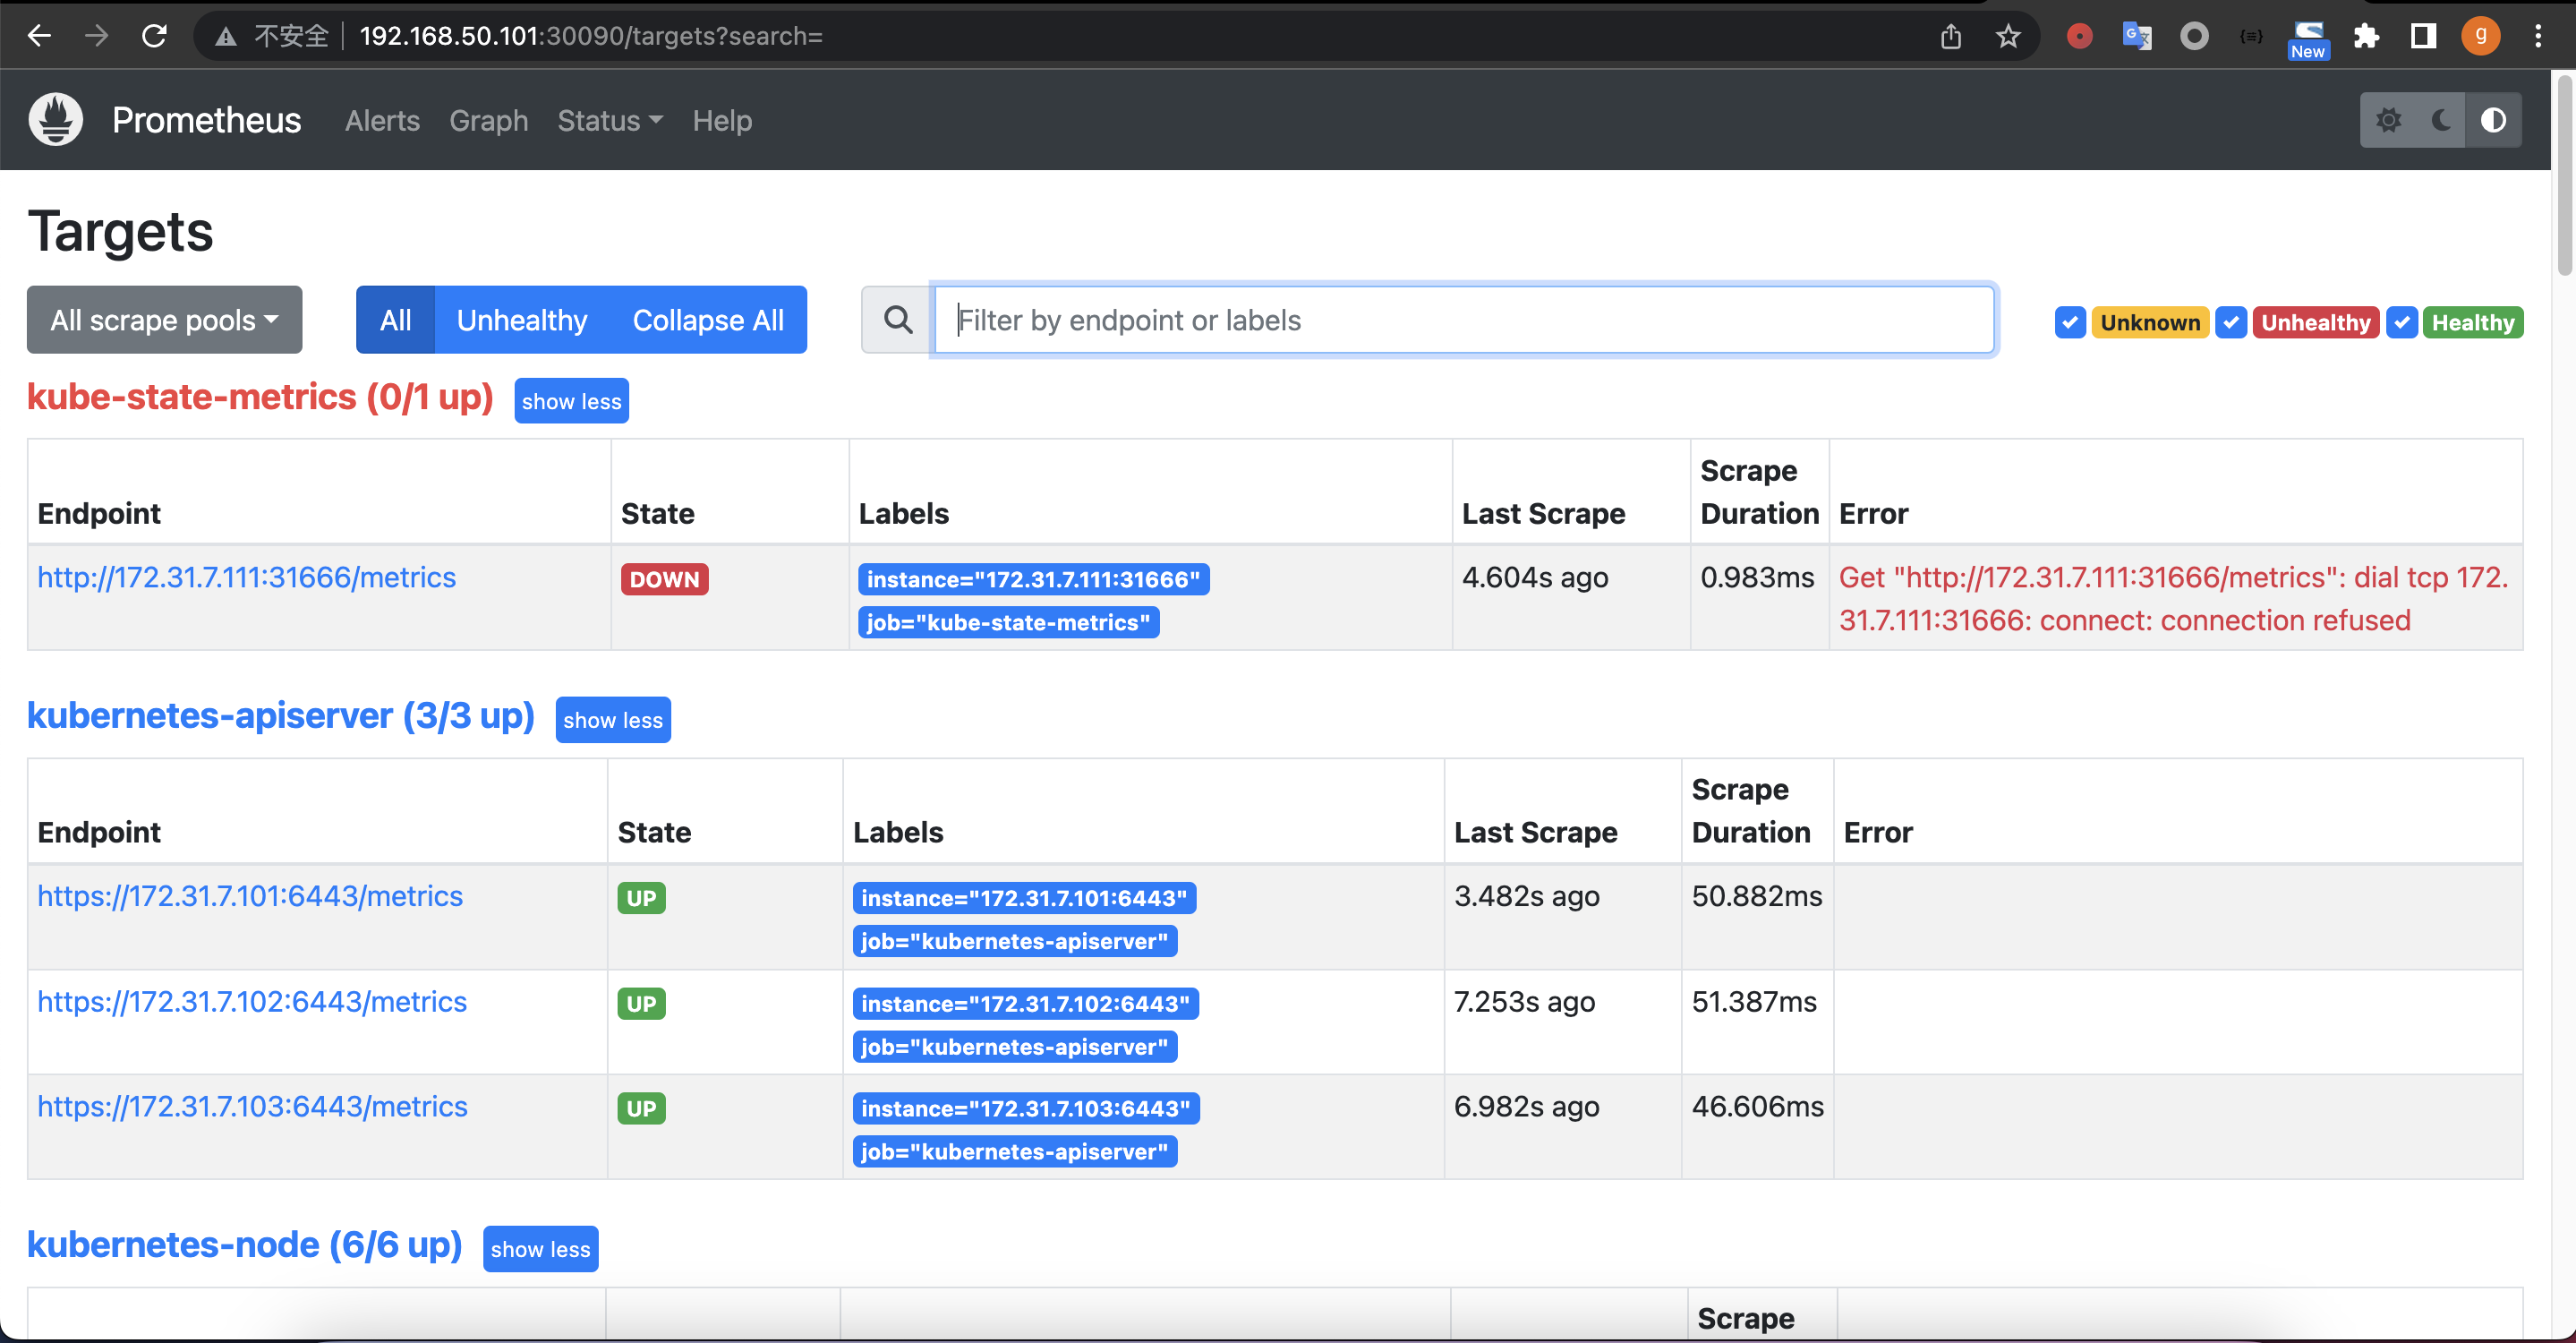 不安全 192.168.50.101:30090/targets?search=
New
g
Prometheus Alerts Graph Status Help
Targets
All scrape pools All Unhealthy Collapse All Filter by endpoint or labels Unknown Unhealthy Healthy
kube-state-metrics (0/1 up) show less
Endpoint State Labels Last Scrape Scrape Duration Error
http://172.31.7.111:31666/metrics DOWN instance="172.31.7.111:31666" 4.604s ago 0.983ms Get "http://172.31.7.111:31666/metrics": dial tcp 172.
job="kube-state-metrics" 31.7.111:31666: connect: connection refused
kubernetes-apiserver (3/3 up) show less
Endpoint State Labels Last Scrape Scrape Duration Error
https://172.31.7.101:6443/metrics UP instance="172.31.7.101:6443" 3.482s ago 50.882ms
job="kubernetes-apiserver"
https://172.31.7.102:6443/metrics UP instance="172.31.7.102:6443" 7.253s ago 51.387ms
job="kubernetes-apiserver"
https://172.31.7.103:6443/metrics UP instance="172.31.7.103:6443" 6.982s ago 46.606ms
job="kubernetes-apiserver"
kubernetes-node (6/6 up) show less
Scrape